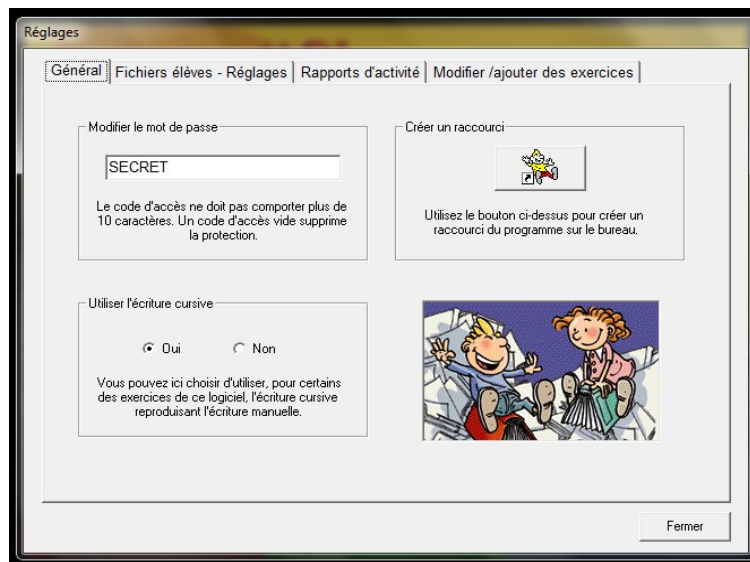 Réglages
Général
Fichiers élèves - Réglages
Rapports d'activité
Modifier /ajouter des exercices
Modifier le mot de passe
SECRET
Le code d'accès ne doit pas comporter plus de
10 caractères. Un code d'accès vide supprime
la protection.
Créer un raccourci
Utilisez le bouton ci-dessus pour créer un
raccourci du programme sur le bureau.
Utiliser l'écriture cursive
Oui
Non
Vous pouvez ici choisir d'utiliser, pour certains
des exercices de ce logiciel, l'écriture cursive
reproduisant l'écriture manuelle.
Fermer